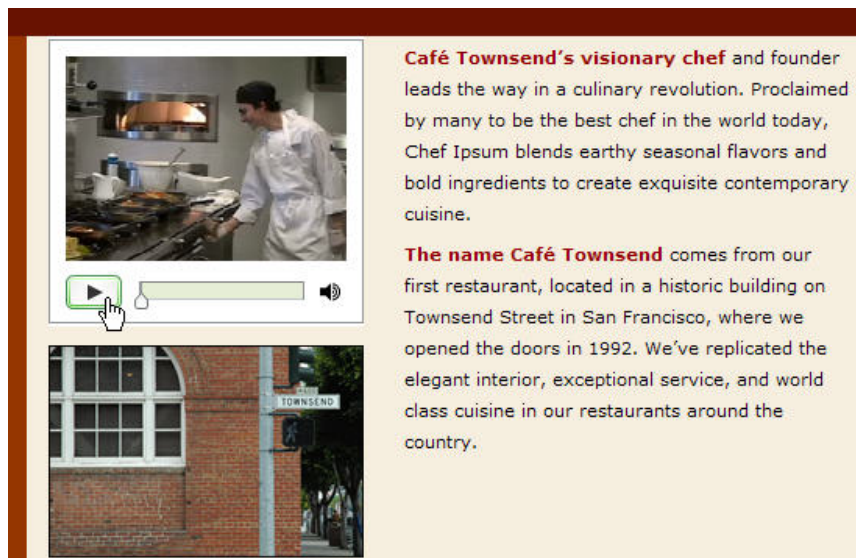 Café Townsend’s visionary chef and founder
leads the way in a culinary revolution. Proclaimed
by many to be the best chef in the world today,
Chef Ipsum blends earthy seasonal flavors and
bold ingredients to create exquisite contemporary
cuisine.
The name Café Townsend comes from our
first restaurant, located in a historic building on
Townsend Street in San Francisco, where we
opened the doors in 1992. We’ve replicated the
elegant interior, exceptional service, and world
class cuisine in our restaurants around the
country.
TOWNSEND